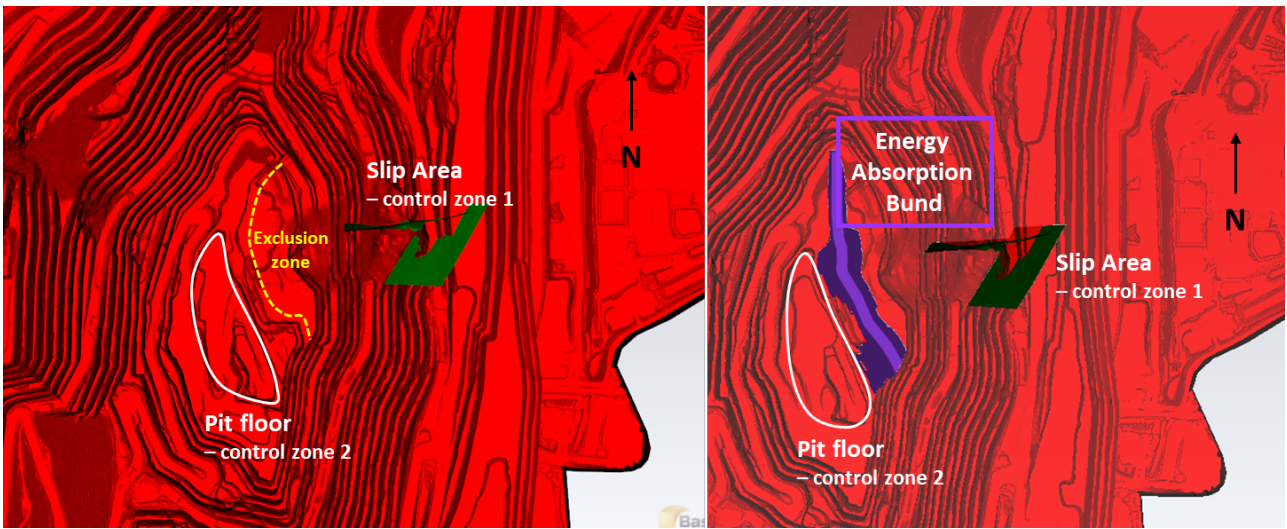 Slip Area
– control zone 1
N
Exclusion
zone
Pit floor
– control zone 2
Bas
Energy
Absorption
Bund
N
Slip Area
– control zone 1
Pit floor
– control zone 2